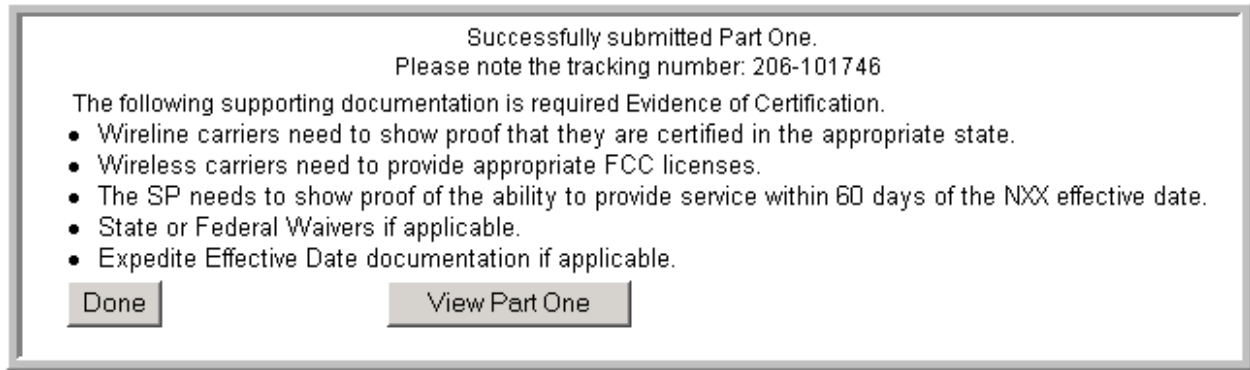 Successfully submitted Part One.
Please note the tracking number: 206-101746
The following supporting documentation is required Evidence of Certification.
● Wireline carriers need to show proof that they are certified in the appropriate state.
● Wireless carriers need to provide appropriate FCC licenses.
● The SP needs to show proof of the ability to provide service within 60 days of the NXX effective date.
● State or Federal Waivers if applicable.
● Expedite Effective Date documentation if applicable.
Done View Part One